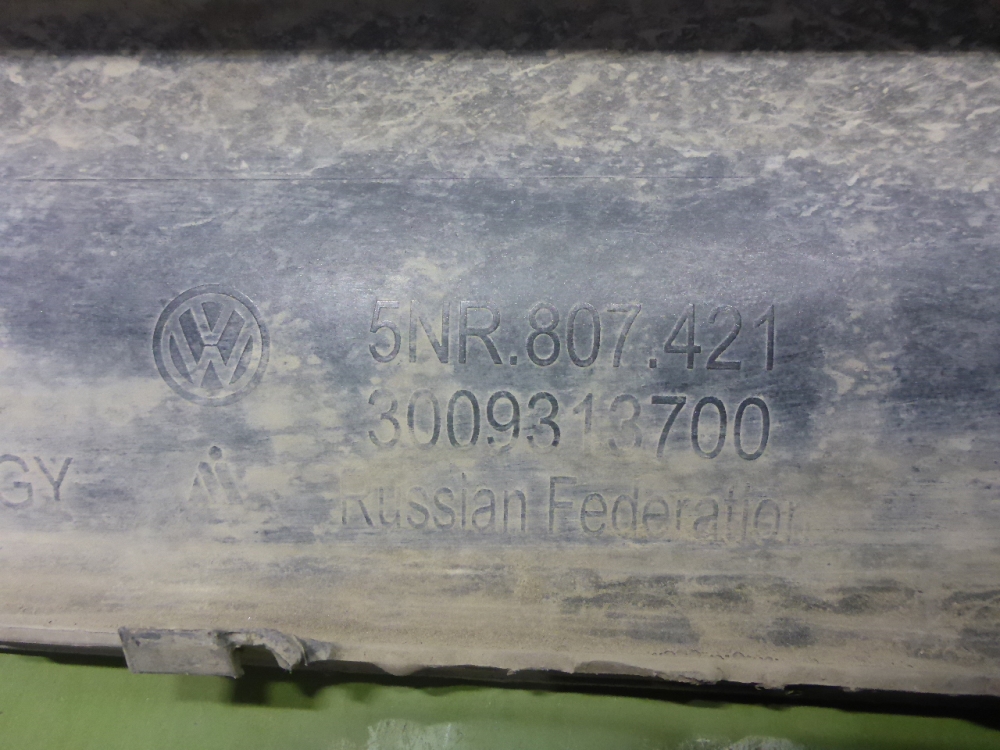 5NR.807.421
3009313700
GY
Russian Federation